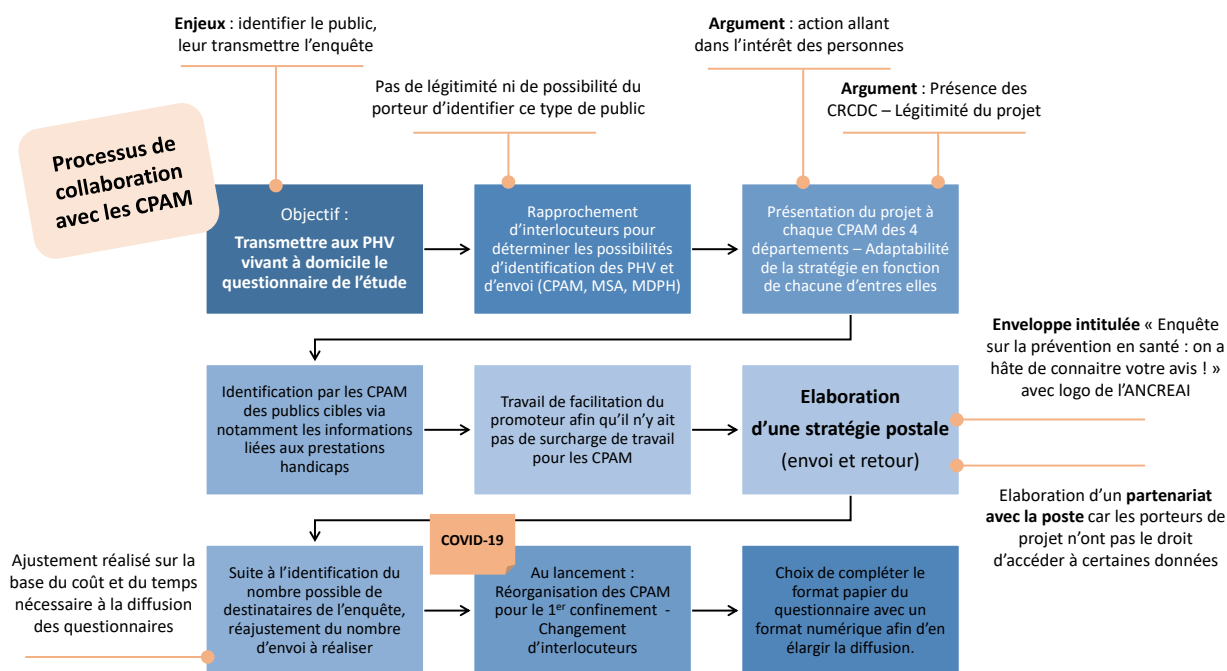 Enjeux : identifier le public,
leur transmettre l’enquête
Argument : action allant
dans l’intérêt des personnes
Pas de légitimité ni de possibilité du
porteur d’identifier ce type de public
Argument : Présence des
CRCDC – Légitimité du projet
Processus de
collaboration
avec les CPAM
Objectif :
Transmettre aux PHV
vivant à domicile le
questionnaire de l’étude
Rapprochement
d’interlocuteurs pour
déterminer les possibilités
d’identification des PHV et
d’envoi (CPAM, MSA, MDPH)
Présentation du projet à
chaque CPAM des 4
départements – Adaptabilité
de la stratégie en fonction
de chacune d’entres elles
Identification par les CPAM
des publics cibles via
notamment les informations
liées aux prestations
handicaps
Travail de facilitation du
promoteur afin qu’il n’y ait
pas de surcharge de travail
pour les CPAM
Elaboration
d’une stratégie postale
(envoi et retour)
Enveloppe intitulée « Enquête
sur la prévention en santé : on a
hâte de connaitre votre avis ! »
avec logo de l’ANCREAI
Elaboration d’un partenariat
avec la poste car les porteurs de
projet n’ont pas le droit
d’accéder à certaines données
Ajustement réalisé sur la
base du coût et du temps
nécessaire à la diffusion
des questionnaires
Suite à l’identification du
nombre possible de
destinataires de l’enquête,
réajustement du nombre
d’envoi à réaliser
COVID-19
Au lancement :
Réorganisation des CPAM
pour le 1er confinement -
Changement
d’interlocuteurs
Choix de compléter le
format papier du
questionnaire avec un
format numérique afin d’en
élargir la diffusion.